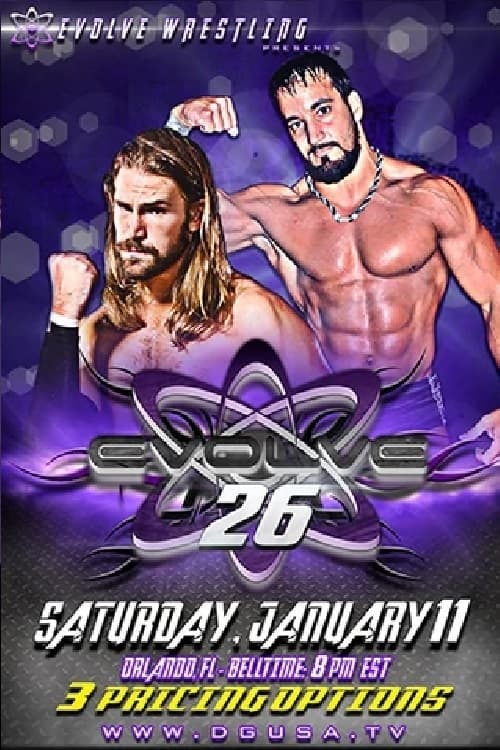 EVOLVE WRESTLING
PRESENTS
EVOLVE
26
SATURDAY, JANUARY 11
ORLANDO, FL - BELLTIME: 8 PM EST
3 PRICING OPTIONS
WWW.DGUSA.TV